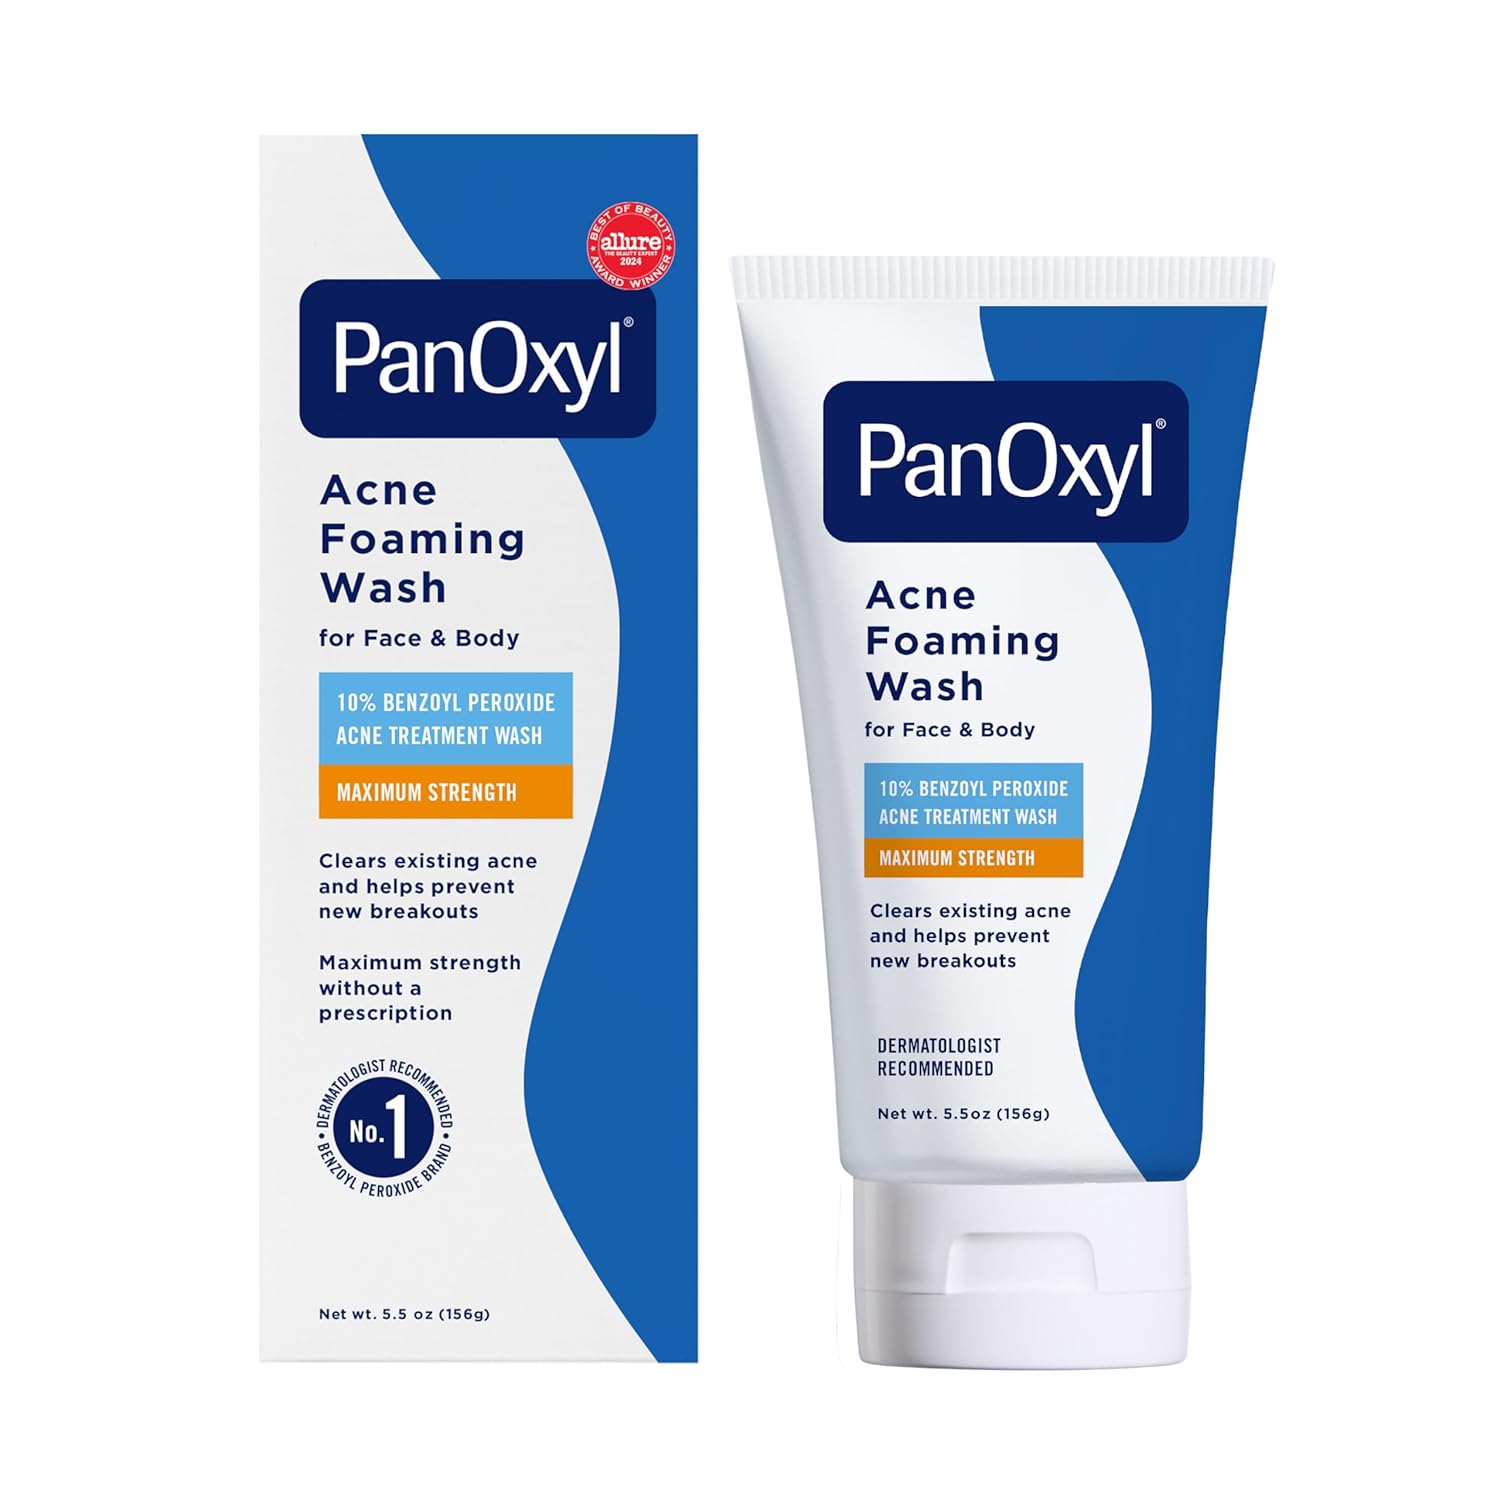 BEST OF BEAUTY
allure
THE BEAUTY EXPERT
2024
AWARD WINNER
PanOxyl®
Acne
Foaming
Wash
for Face & Body
10% BENZOYL PEROXIDE
ACNE TREATMENT WASH
MAXIMUM STRENGTH
Clears existing acne
and helps prevent
new breakouts
Maximum strength
without a
prescription
DERMATOLOGIST RECOMMENDED
No.1
BENZOYL PEROXIDE BRAND
Net wt. 5.5 oz (156g)
PanOxyl®
Acne
Foaming
Wash
for Face & Body
10% BENZOYL PEROXIDE
ACNE TREATMENT WASH
MAXIMUM STRENGTH
Clears existing acne
and helps prevent
new breakouts
DERMATOLOGIST
RECOMMENDED
Net wt. 5.5oz (156g)